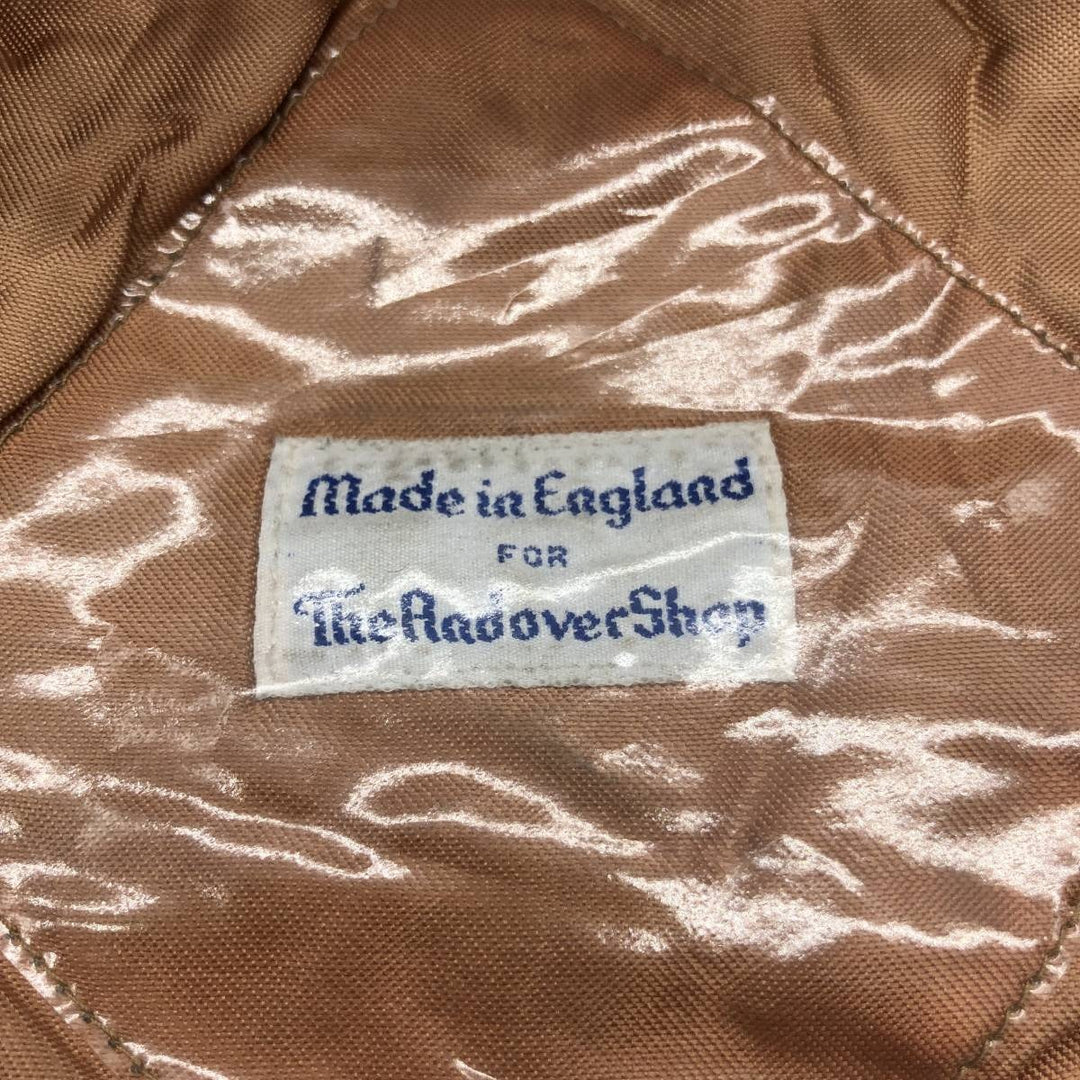 Made in England
FOR
The Andover Shop